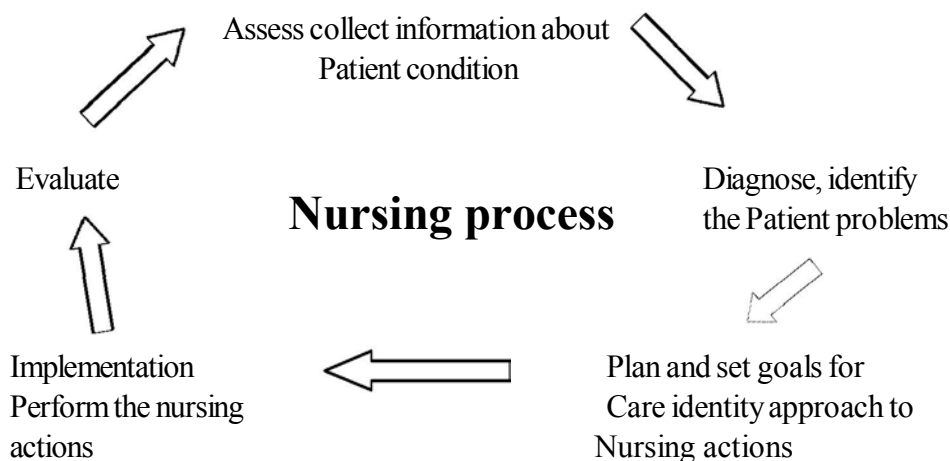 Assess collect information about
Patient condition
Evaluate
Nursing process
Diagnose, identify
the Patient problems
Implementation
Perform the nursing
actions
Plan and set goals for
Care identity approach to
Nursing actions